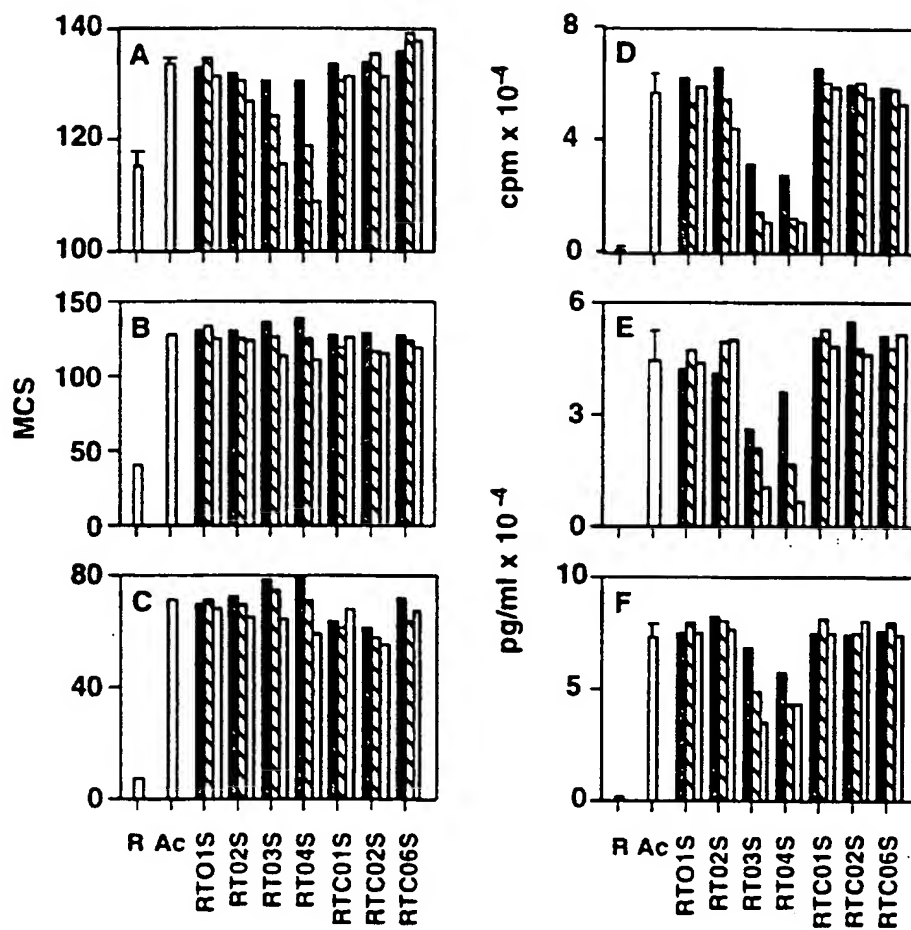 A
140
120
100
B
150
100
50
0
MCS
C
80
40
0
R Ac RTO1S RT02S RT03S RT04S RTC01S RTC02S RTC06S
D
8
4
0
cpm x 10⁻⁴
E
6
3
0
pg/ml x 10⁻⁴
F
10
5
0
R Ac RTO1S RT02S RT03S RT04S RTC01S RTC02S RTC06S